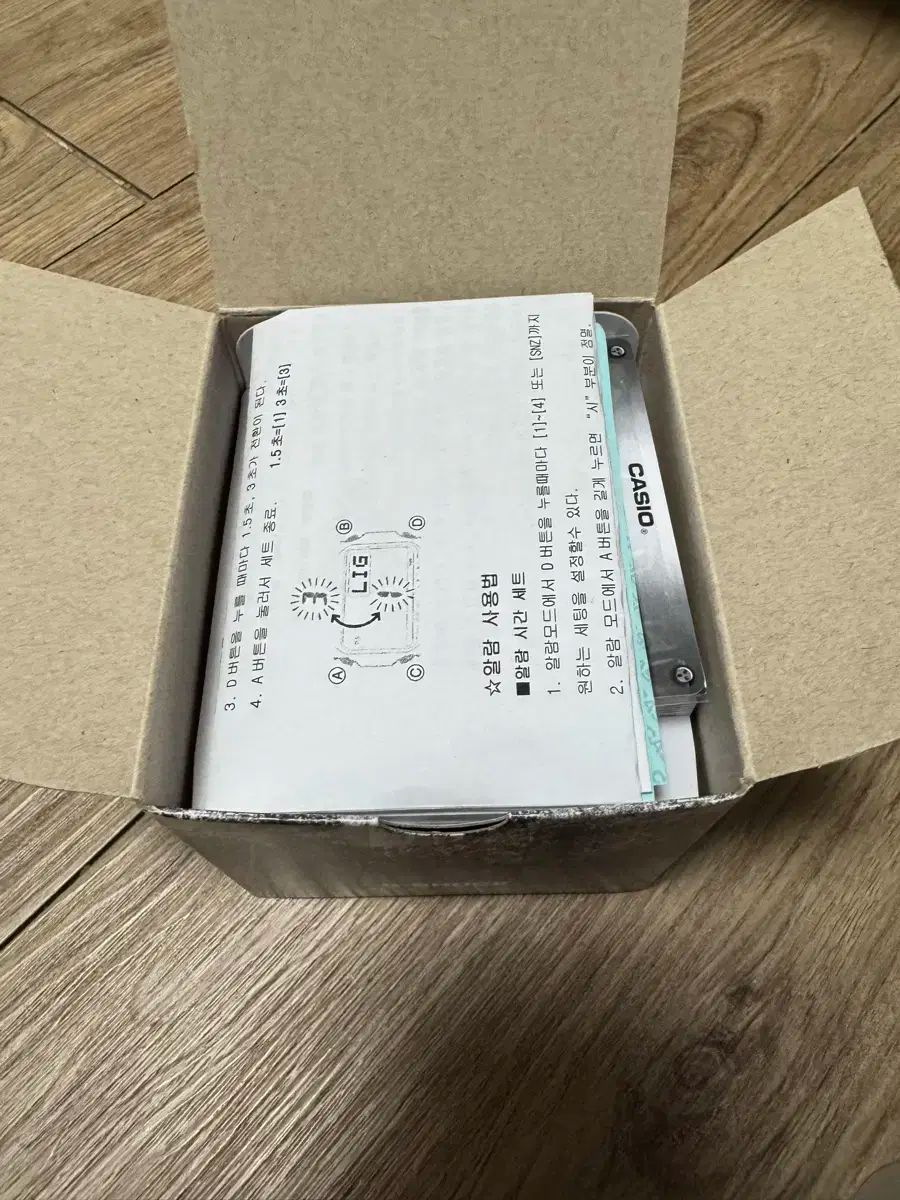 3. D 버튼을 누를 때마다 1.5초, 3초가 전환이 된다.
4. A버튼을 눌러서 세트 종료. 1.5초=[1] 3초=[3]
Ⓐ Ⓑ
3
LIG
1
Ⓒ Ⓓ
☆알람 사용법
■알람 시간 세트
1. 알람모드에서 D버튼을 누를때마다 [1]~[4] 또는 [SNZ]까지
원하는 세팅을 설정할수 있다.
2. 알람 모드에서 A버튼을 길게 누르면 "시" 부분이 점멸.
CASIO®